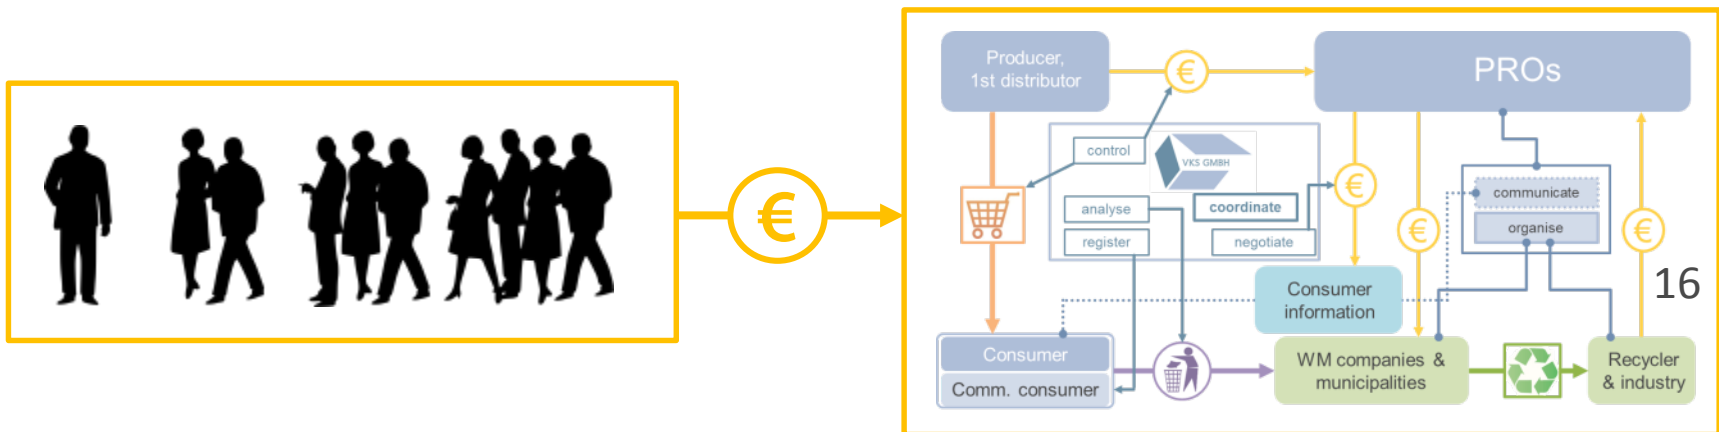 Producer,
1st distributor
€
PROs
control
VKS GMBH
communicate
analyse
coordinate
€
organise
register
negotiate
€
€
€
16
Consumer
information
Consumer
Comm. consumer
WM companies &
municipalities
Recycler
& industry